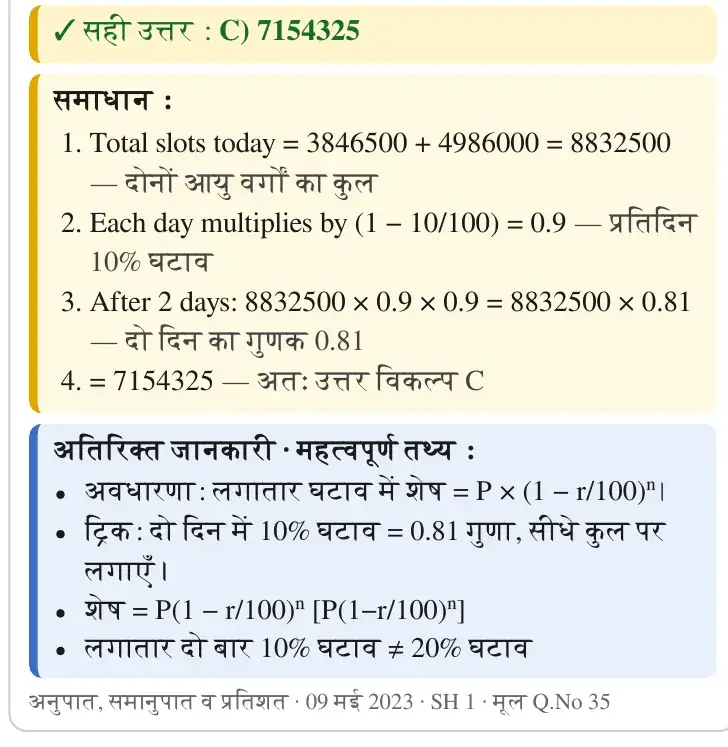 ✓ सही उत्तर : C) 7154325
समाधान :
1. Total slots today = 3846500 + 4986000 = 8832500
— दोनों आयु वर्गों का कुल
2. Each day multiplies by (1 − 10/100) = 0.9 — प्रतिदिन
10% घटाव
3. After 2 days: 8832500 × 0.9 × 0.9 = 8832500 × 0.81
— दो दिन का गुणक 0.81
4. = 7154325 — अतः उत्तर विकल्प C
अतिरिक्त जानकारी · महत्वपूर्ण तथ्य :
• अवधारणा : लगातार घटाव में शेष = P × (1 − r/100)ⁿ।
• ट्रिक : दो दिन में 10% घटाव = 0.81 गुणा, सीधे कुल पर
लगाएँ।
• शेष = P(1 − r/100)ⁿ [P(1−r/100)ⁿ]
• लगातार दो बार 10% घटाव ≠ 20% घटाव
अनुपात, समानुपात व प्रतिशत · 09 मई 2023 · SH 1 · मूल Q.No 35